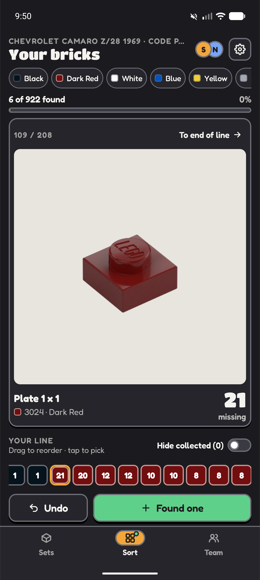 9:50
CHEVROLET CAMARO Z/28 1969 · CODE P...
Your bricks
S N
Black Dark Red White Blue Yellow
6 of 922 found 0%
109 / 208 To end of line →
LEGO
Plate 1 x 1 21
3024 · Dark Red missing
YOUR LINE
Drag to reorder · tap to pick Hide collected (0)
1 1 21 20 12 12 10 10 8 8 8
Undo + Found one
Sets Sort Team